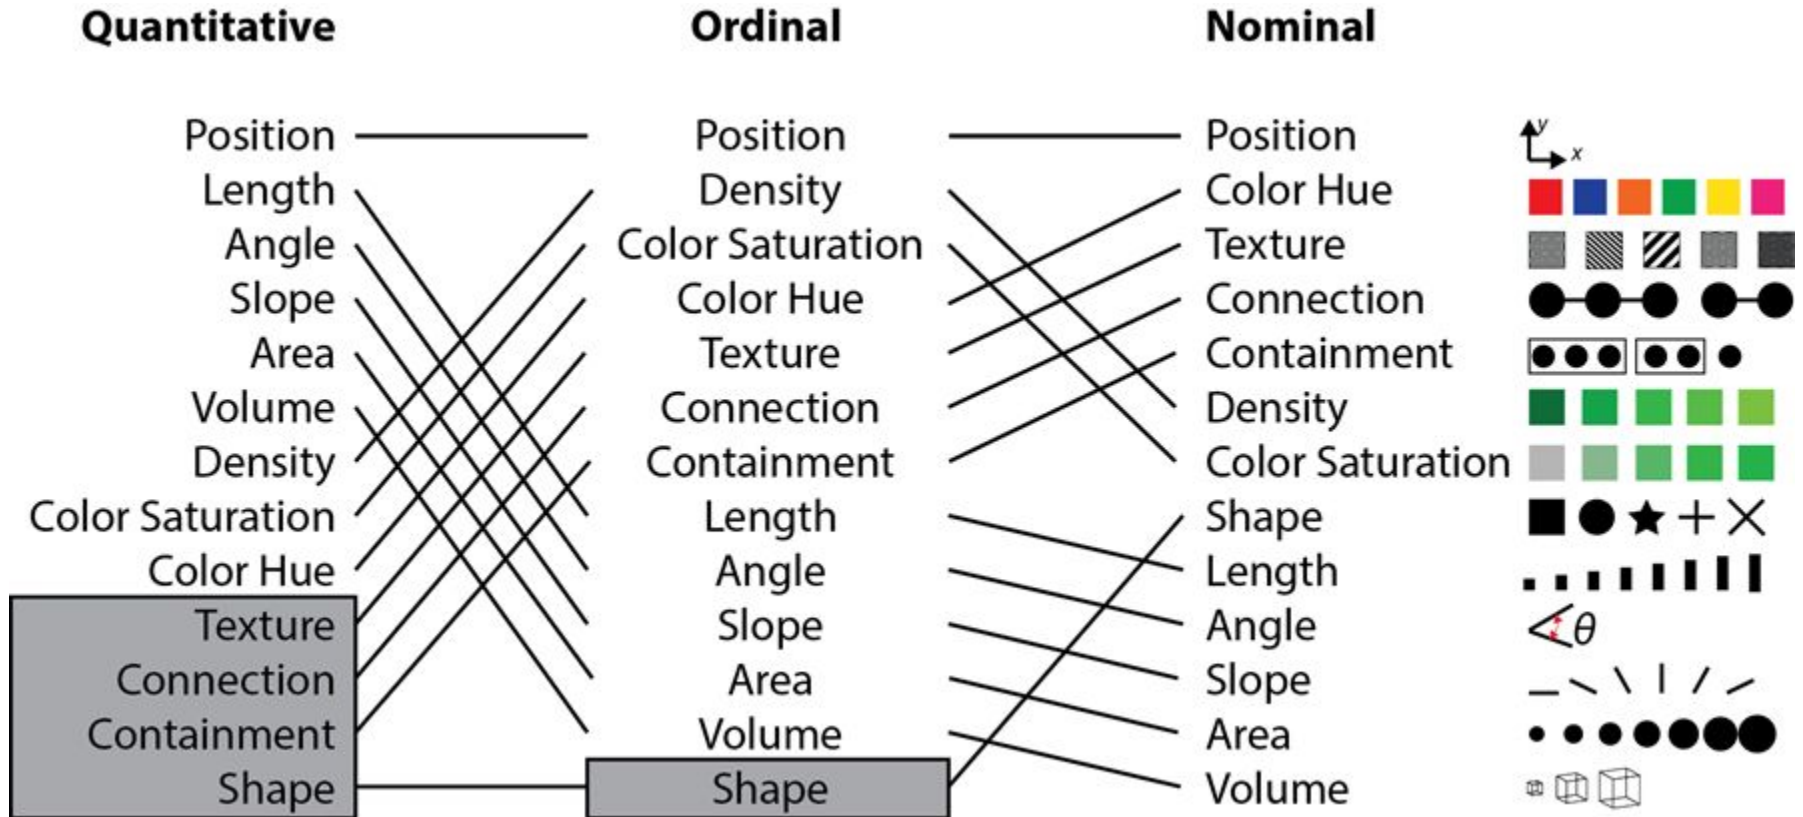 Quantitative Ordinal Nominal
Position Position Position y x
Length Density Color Hue
Angle Color Saturation Texture
Slope Color Hue Connection
Area Texture Containment
Volume Connection Density
Density Containment Color Saturation
Color Saturation Length Shape
Color Hue Angle Length
Texture Slope Angle θ
Connection Area Slope
Containment Volume Area
Shape Shape Volume